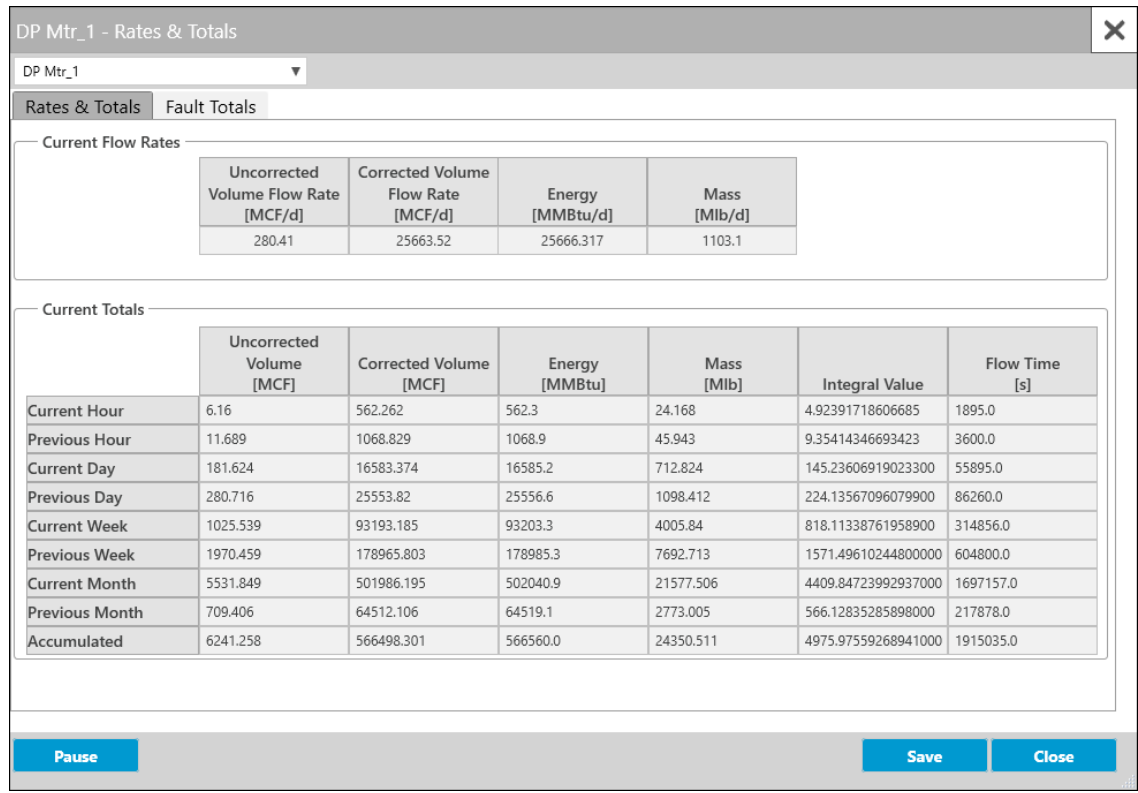 DP Mtr_1 - Rates & Totals
DP Mtr_1
Rates & Totals Fault Totals
Current Flow Rates
Uncorrected Volume Flow Rate [MCF/d] Corrected Volume Flow Rate [MCF/d] Energy [MMBtu/d] Mass [Mlb/d]
280.41 25663.52 25666.317 1103.1
Current Totals
Uncorrected Volume [MCF] Corrected Volume [MCF] Energy [MMBtu] Mass [Mlb] Integral Value Flow Time [s]
Current Hour 6.16 562.262 562.3 24.168 4.92391718606685 1895.0
Previous Hour 11.689 1068.829 1068.9 45.943 9.35414346693423 3600.0
Current Day 181.624 16583.374 16585.2 712.824 145.23606919023300 55895.0
Previous Day 280.716 25553.82 25556.6 1098.412 224.13567096079900 86260.0
Current Week 1025.539 93193.185 93203.3 4005.84 818.11338761958900 314856.0
Previous Week 1970.459 178965.803 178985.3 7692.713 1571.49610244800000 604800.0
Current Month 5531.849 501986.195 502040.9 21577.506 4409.84723992937000 1697157.0
Previous Month 709.406 64512.106 64519.1 2773.005 566.12835285898000 217878.0
Accumulated 6241.258 566498.301 566560.0 24350.511 4975.97559268941000 1915035.0
Pause Save Close